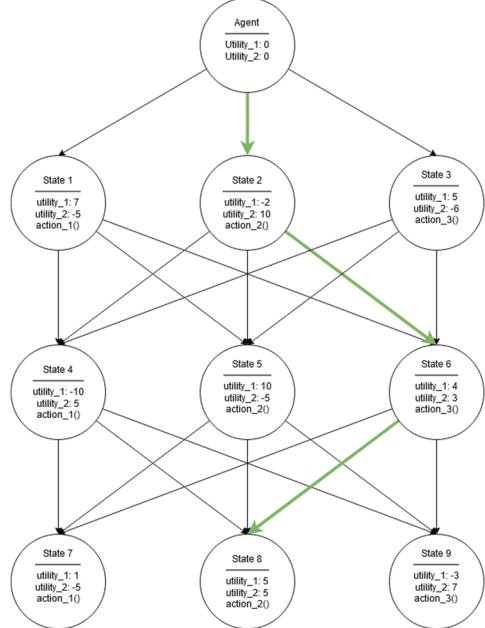 Agent
Utility_1: 0
Utility_2: 0
State 1
utility_1: 7
utility_2: -5
action_1()
State 2
utility_1: -2
utility_2: 10
action_2()
State 3
utility_1: 5
utility_2: -6
action_3()
State 4
utility_1: -10
utility_2: 5
action_1()
State 5
utility_1: 10
utility_2: -5
action_2()
State 6
utility_1: 4
utility_2: 3
action_3()
State 7
utility_1: 1
utility_2: -5
action_1()
State 8
utility_1: 5
utility_2: 5
action_2()
State 9
utility_1: -3
utility_2: 7
action_3()